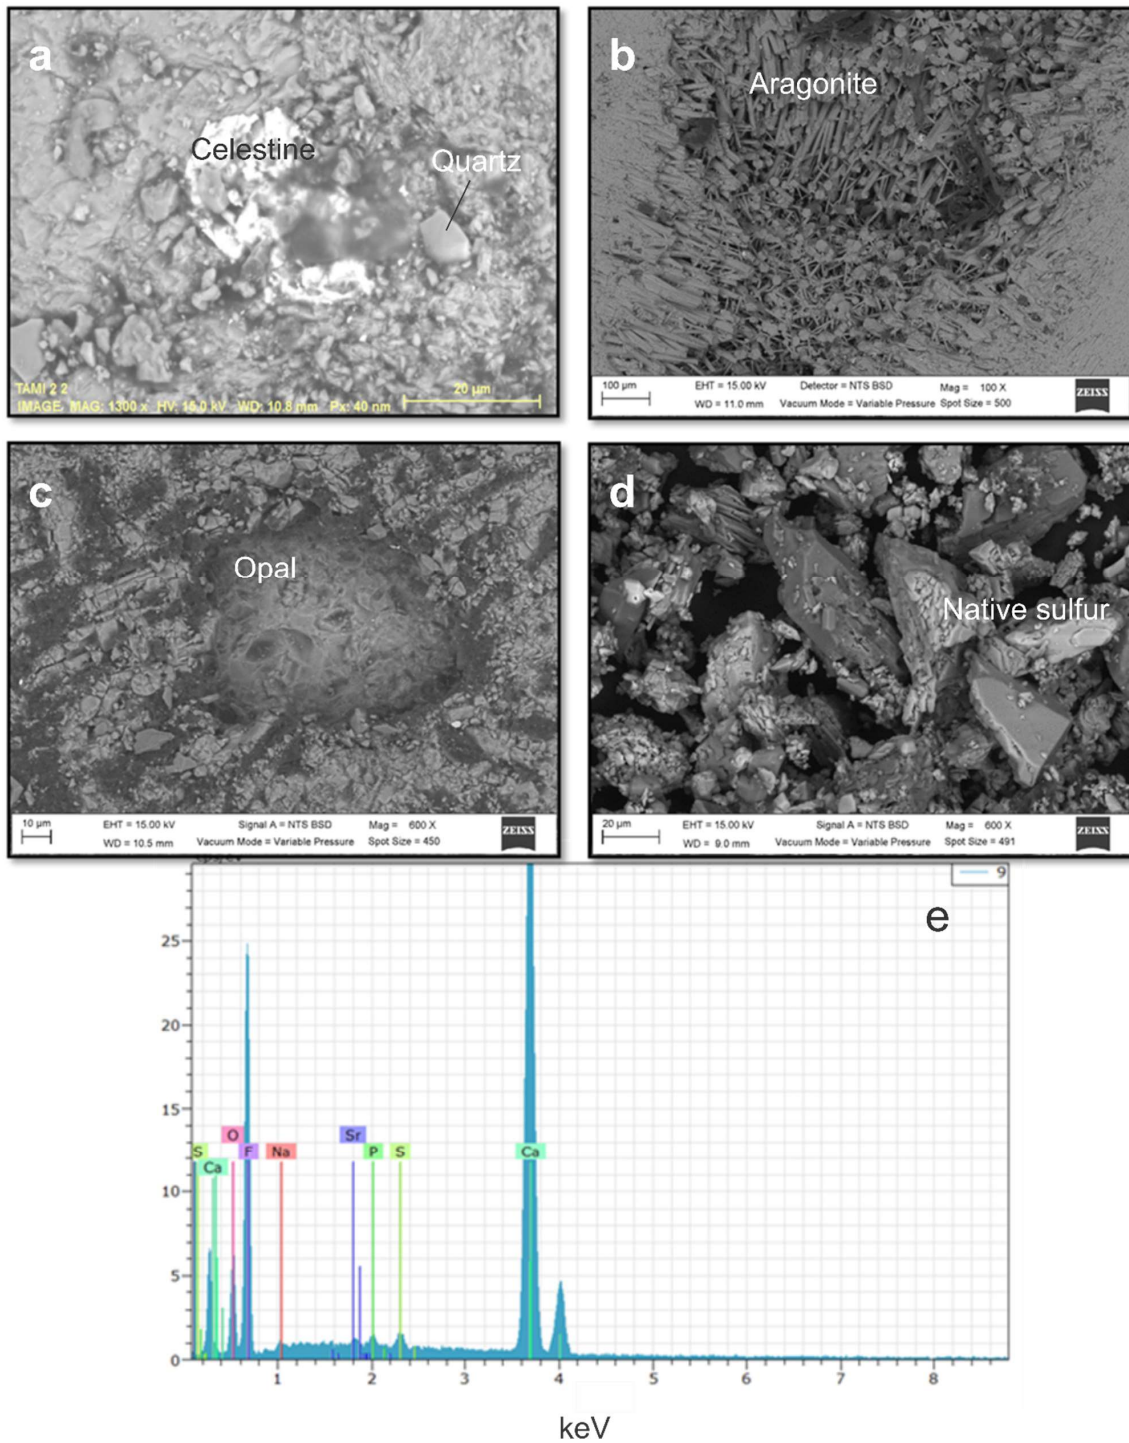 a
Celestine
Quartz
TAMI 2 2
IMAGE MAG: 1300 x HV: 15.0 kV WD: 10.8 mm Px: 40 nm
20 µm
b
Aragonite
100 µm
EHT = 15.00 kV
Detector = NTS BSD
Mag = 100 X
WD = 11.0 mm
Vacuum Mode = Variable Pressure
Spot Size = 500
ZEISS
c
Opal
10 µm
EHT = 15.00 kV
Signal A = NTS BSD
Mag = 600 X
WD = 10.5 mm
Vacuum Mode = Variable Pressure
Spot Size = 450
ZEISS
d
Native sulfur
20 µm
EHT = 15.00 kV
Signal A = NTS BSD
Mag = 600 X
WD = 9.0 mm
Vacuum Mode = Variable Pressure
Spot Size = 491
ZEISS
9
e
25
20
15
10
5
0
S
Ca
O
F
Na
Sr
P
S
Ca
1 2 3 4 5 6 7 8
keV